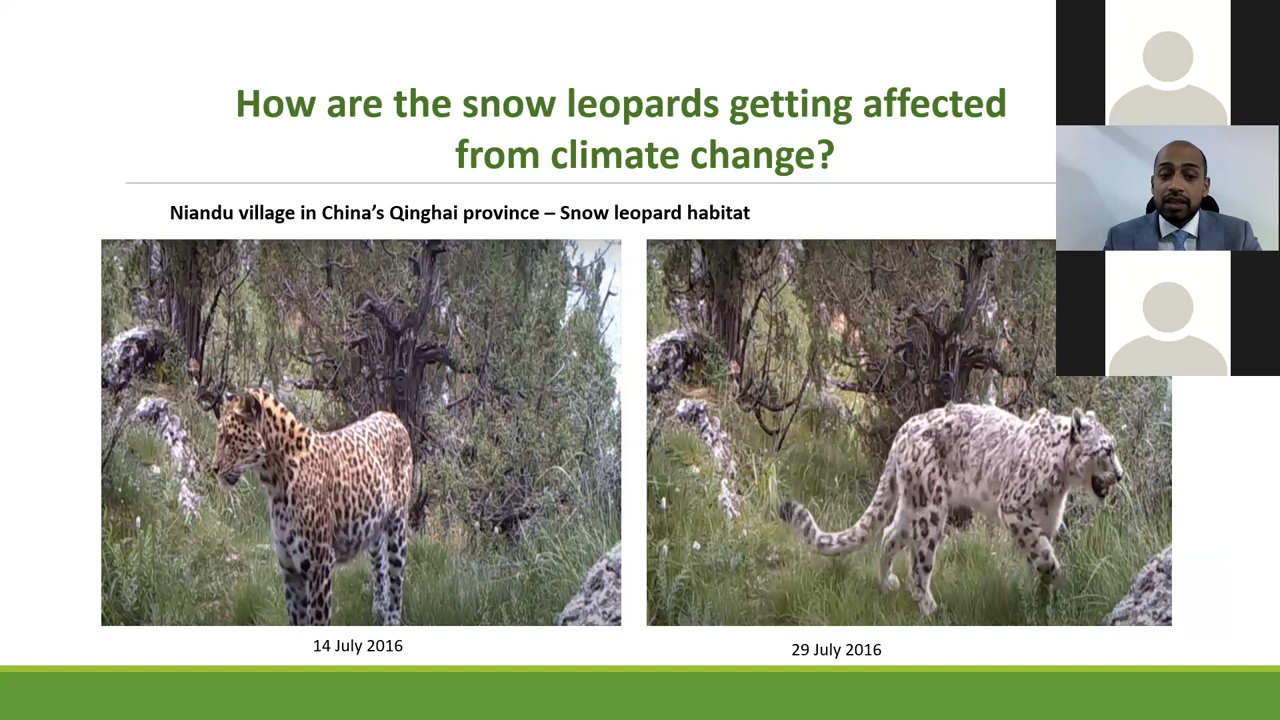 How are the snow leopards getting affected
from climate change?
Niandu village in China's Qinghai province – Snow leopard habitat
14 July 2016
29 July 2016